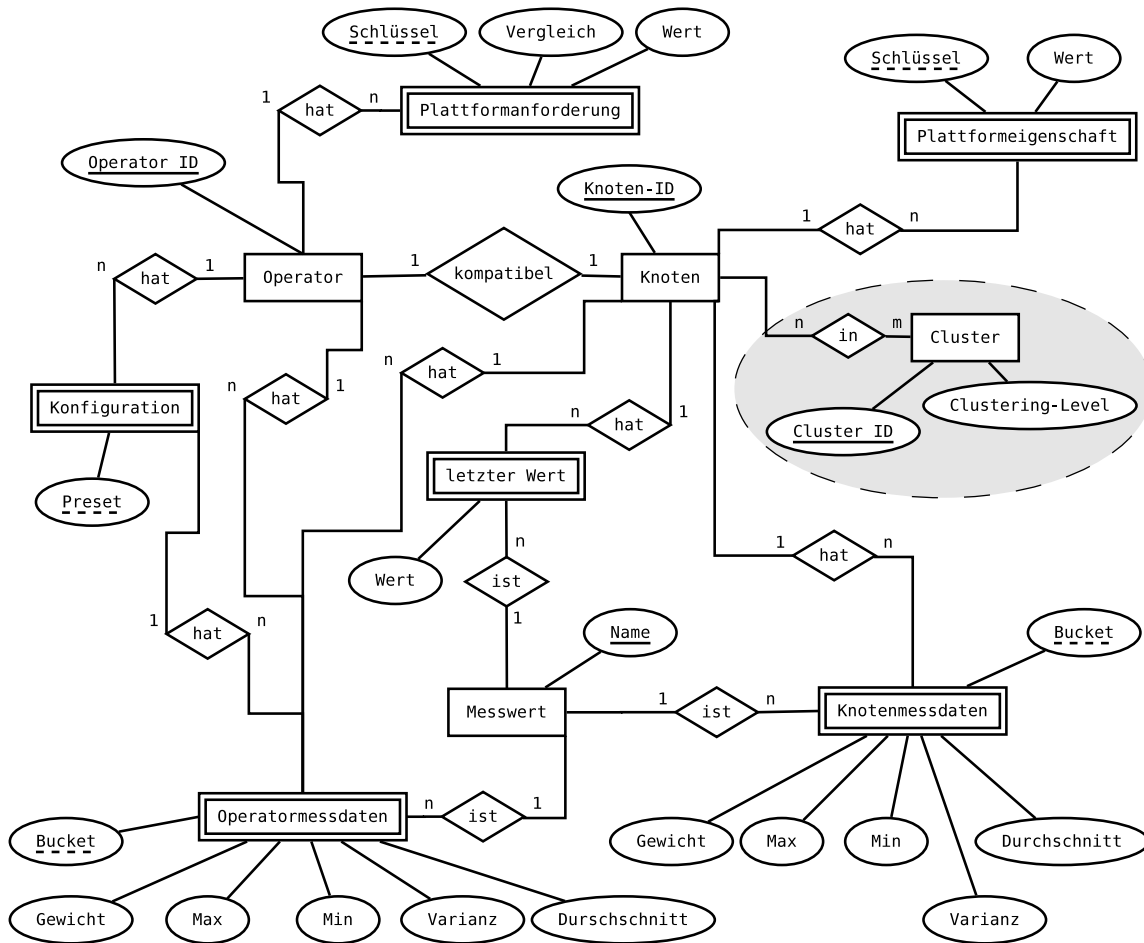 Schlüssel
Vergleich
Wert
Schlüssel
Wert
1
hat
n
Plattformanforderung
Plattformeigenschaft
Operator ID
Knoten-ID
1
hat
n
n
hat
1
Operator
1
kompatibel
1
Knoten
n
in
m
Cluster
n
hat
1
n
hat
1
Konfiguration
Clustering-Level
Cluster ID
n
hat
1
letzter Wert
Preset
Wert
n
ist
1
1
hat
n
1
hat
n
Name
Bucket
Messwert
1
ist
n
Knotenmessdaten
Operatormessdaten
n
ist
1
Bucket
Gewicht
Max
Min
Durchschnitt
Varianz
Gewicht
Max
Min
Varianz
Durschschnitt